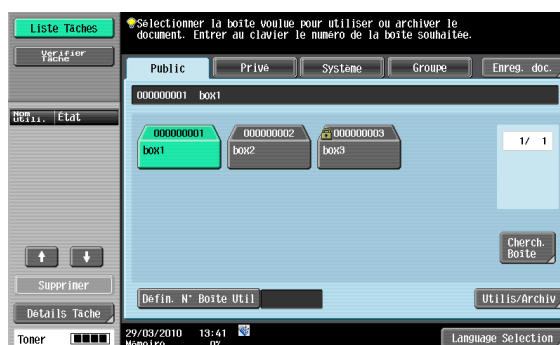 Liste Tâches
Sélectionner la boîte voulue pour utiliser ou archiver le
document. Entrer au clavier le numéro de la boîte souhaitée.
Vérifier
Tâche
Public
Privé
Système
Groupe
Enreg. doc.
000000001 box1
Nom
Utili.
État
000000001
box1
000000002
box2
000000003
box3
1/ 1
Cherch.
Boîte
Supprimer
Défin. N° Boîte Util
Utilis/Archiv
Détails Tâche
Toner
29/03/2010 13:41
Mémoire 0%
Language Selection